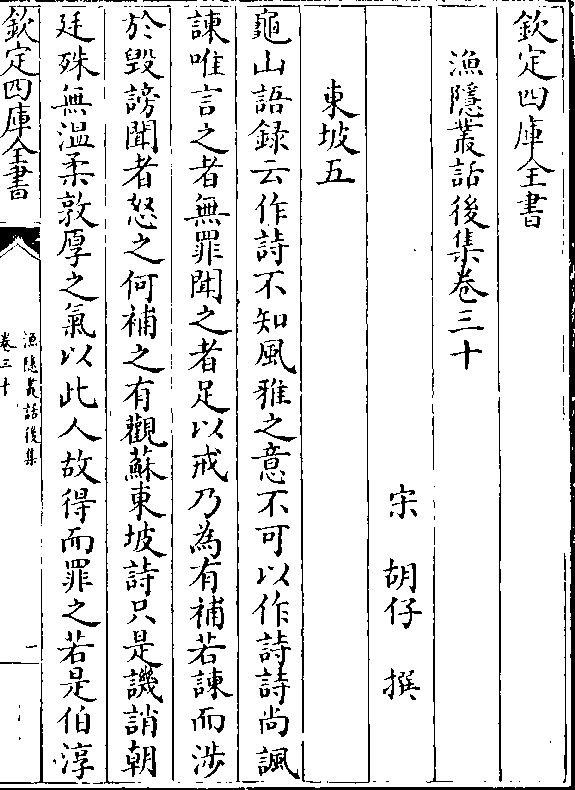 欽定四庫全書
漁隱叢話後集卷三十
宋 胡仔 撰
東坡五
龜山語録云作詩不知風雅之意不可以作詩詩尚諷
諫唯言之者無罪聞之者足以戒乃為有補若諫而涉
於毀謗聞者怒之何補之有觀蘇東坡詩只是譏誚朝
廷殊無溫柔敦厚之氣以此人故得而罪之若是伯淳
欽定四庫全書
漁隱叢話後集
卷三十
一